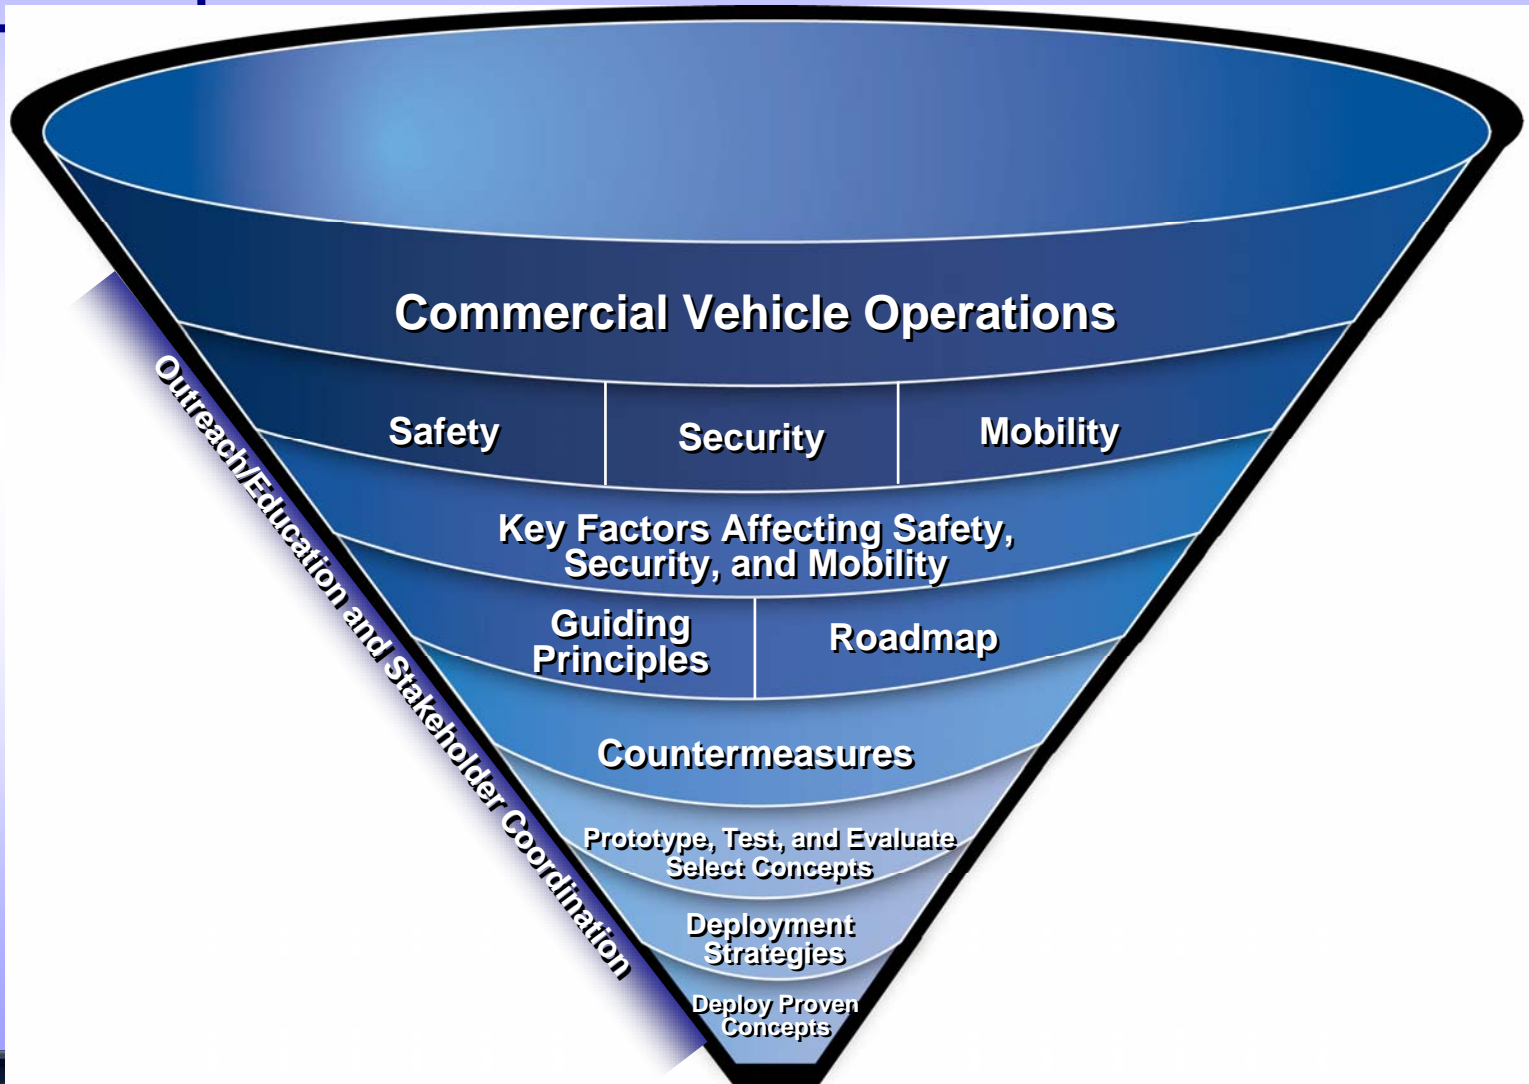 Commercial Vehicle Operations
Safety
Security
Mobility
Key Factors Affecting Safety,
Security, and Mobility
Guiding
Principles
Roadmap
Countermeasures
Prototype, Test, and Evaluate
Select Concepts
Deployment
Strategies
Deploy Proven
Concepts
Outreach/Education and Stakeholder Coordination